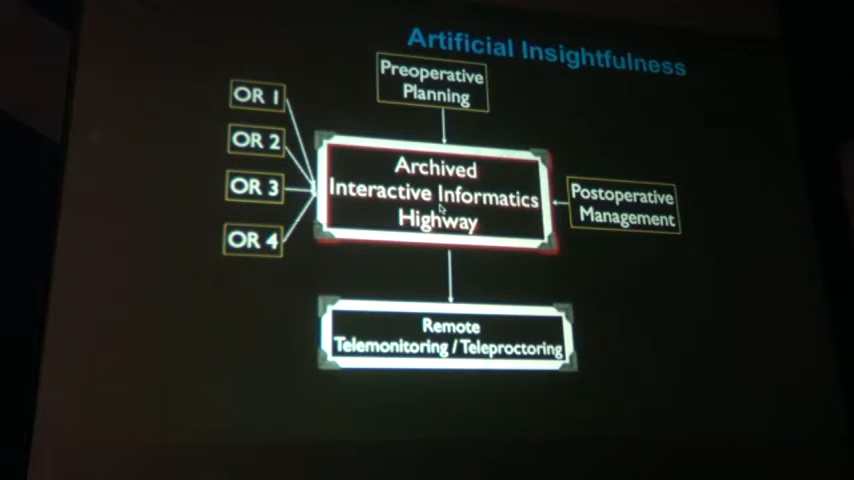 Artificial Insightfulness
Preoperative
Planning
OR 1
OR 2
OR 3
OR 4
Archived
Interactive Informatics
Highway
Postoperative
Management
Remote
Telemonitoring / Teleproctoring